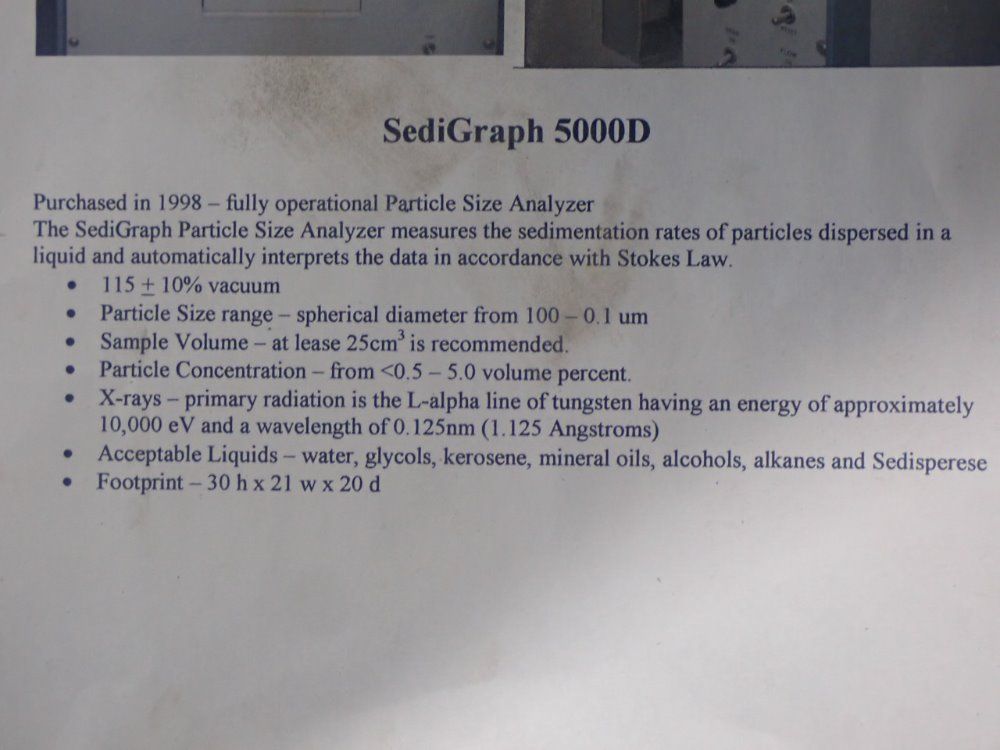 SediGraph 5000D
Purchased in 1998 – fully operational Particle Size Analyzer
The SediGraph Particle Size Analyzer measures the sedimentation rates of particles dispersed in a
liquid and automatically interprets the data in accordance with Stokes Law.
• 115 ± 10% vacuum
• Particle Size range – spherical diameter from 100 – 0.1 um
• Sample Volume – at lease 25cm³ is recommended.
• Particle Concentration – from <0.5 – 5.0 volume percent.
• X-rays – primary radiation is the L-alpha line of tungsten having an energy of approximately
10,000 eV and a wavelength of 0.125nm (1.125 Angstroms)
• Acceptable Liquids – water, glycols, kerosene, mineral oils, alcohols, alkanes and Sedisperese
• Footprint – 30 h x 21 w x 20 d